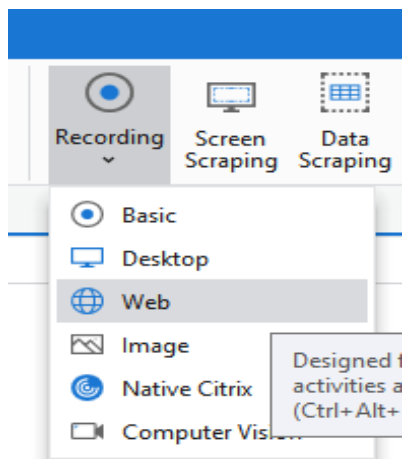 Recording
Screen
Scraping
Data
Scraping
Basic
Desktop
Web
Image
Native Citrix
Computer Vision
Designed
activities a
(Ctrl+Alt+